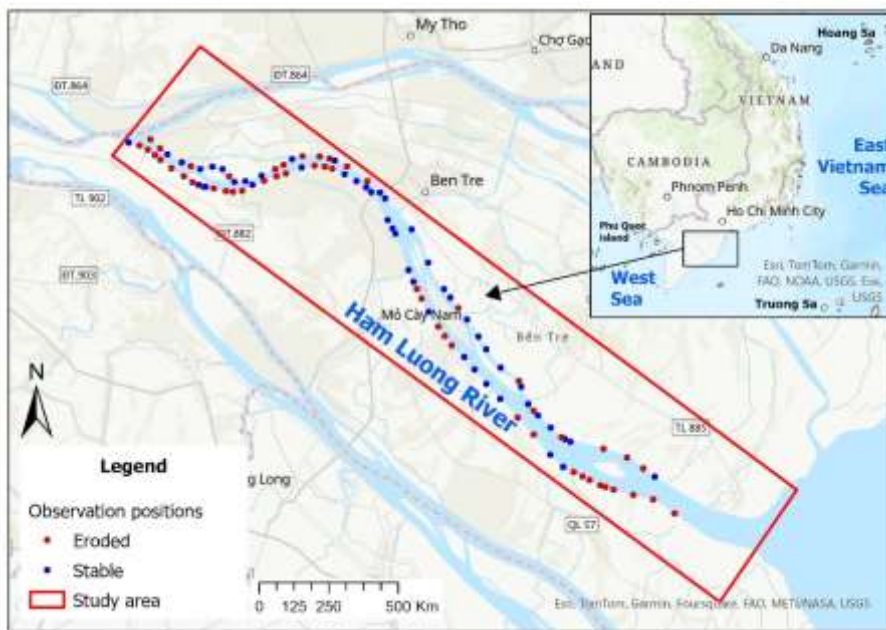 My Tho
Chợ Gạo
ĐT.864
ĐT.864
Ben Tre
TL 902
ĐT.882
ĐT.903
Mỏ Cày Nam
Bến Tre
Ham Luong River
TL 885
QL 57
g Long
N
Legend
Observation positions
Eroded
Stable
Study area
0 125 250 500 Km
Esri, TomTom, Garmin, Foursquare, FAO, METI/NASA, USGS
Hoang Sa
Da Nang
LAND
VIETNAM
East
Vietnam
Sea
CAMBODIA
Phnom Penh
Ho Chi Minh City
Phu Quoc
Island
West
Sea
Esri, TomTom, Garmin,
FAO, NOAA, USGS, Esri,
USGS
Truong Sa